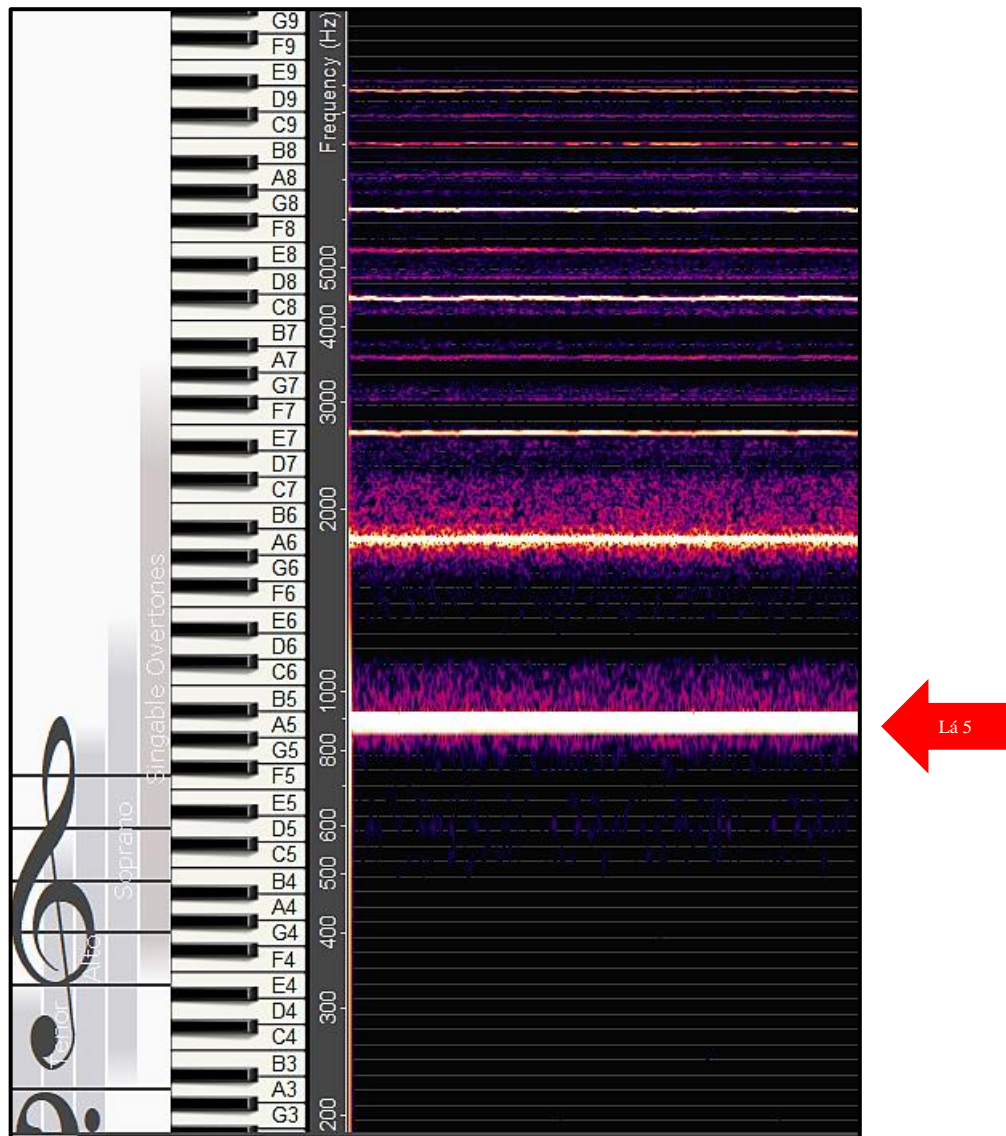 G9
F9
E9
D9
C9
B8
A8
G8
F8
E8
D8
C8
B7
A7
G7
F7
E7
D7
C7
B6
A6
G6
F6
E6
D6
C6
B5
A5
G5
F5
E5
D5
C5
B4
A4
G4
F4
E4
D4
C4
B3
A3
G3
Frequency (Hz)
5000
4000
3000
2000
1000
800
600
500
400
300
200
Singable Overtones
Soprano
Alto
Tenor
Lá 5